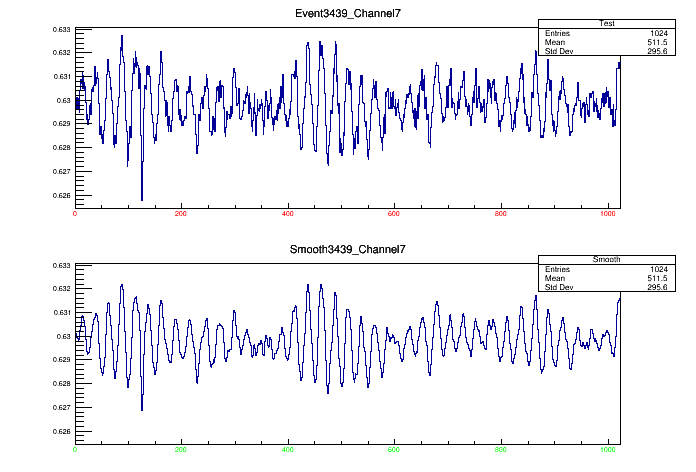 Event3439_Channel7
Test
Entries 1024
Mean 511.5
Std Dev 295.6
0.633
0.632
0.631
0.63
0.629
0.628
0.627
0.626
0 200 400 600 800 1000
Smooth3439_Channel7
Smooth
Entries 1024
Mean 511.5
Std Dev 295.6
0.633
0.632
0.631
0.63
0.629
0.628
0.627
0.626
0 200 400 600 800 1000